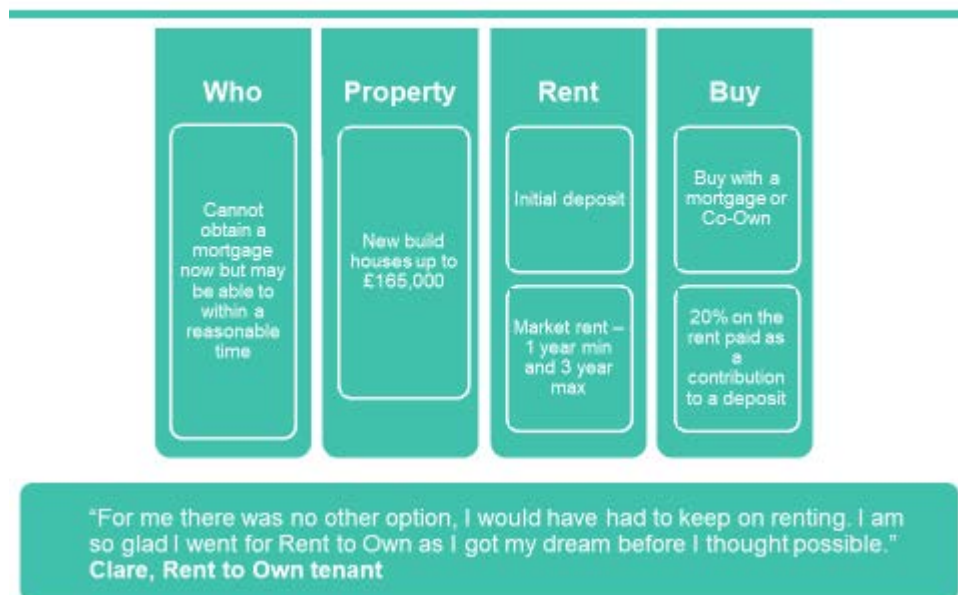 Who
Cannot
obtain a
mortgage
now but may
be able to
within a
reasonable
time
Property
New build
houses up to
£165,000
Rent
Initial deposit
Market rent –
1 year min
and 3 year
max
Buy
Buy with a
mortgage or
Co-Own
20% on the
rent paid as
a
contribution
to a deposit
“For me there was no other option, I would have had to keep on renting. I am
so glad I went for Rent to Own as I got my dream before I thought possible.”
Clare, Rent to Own tenant